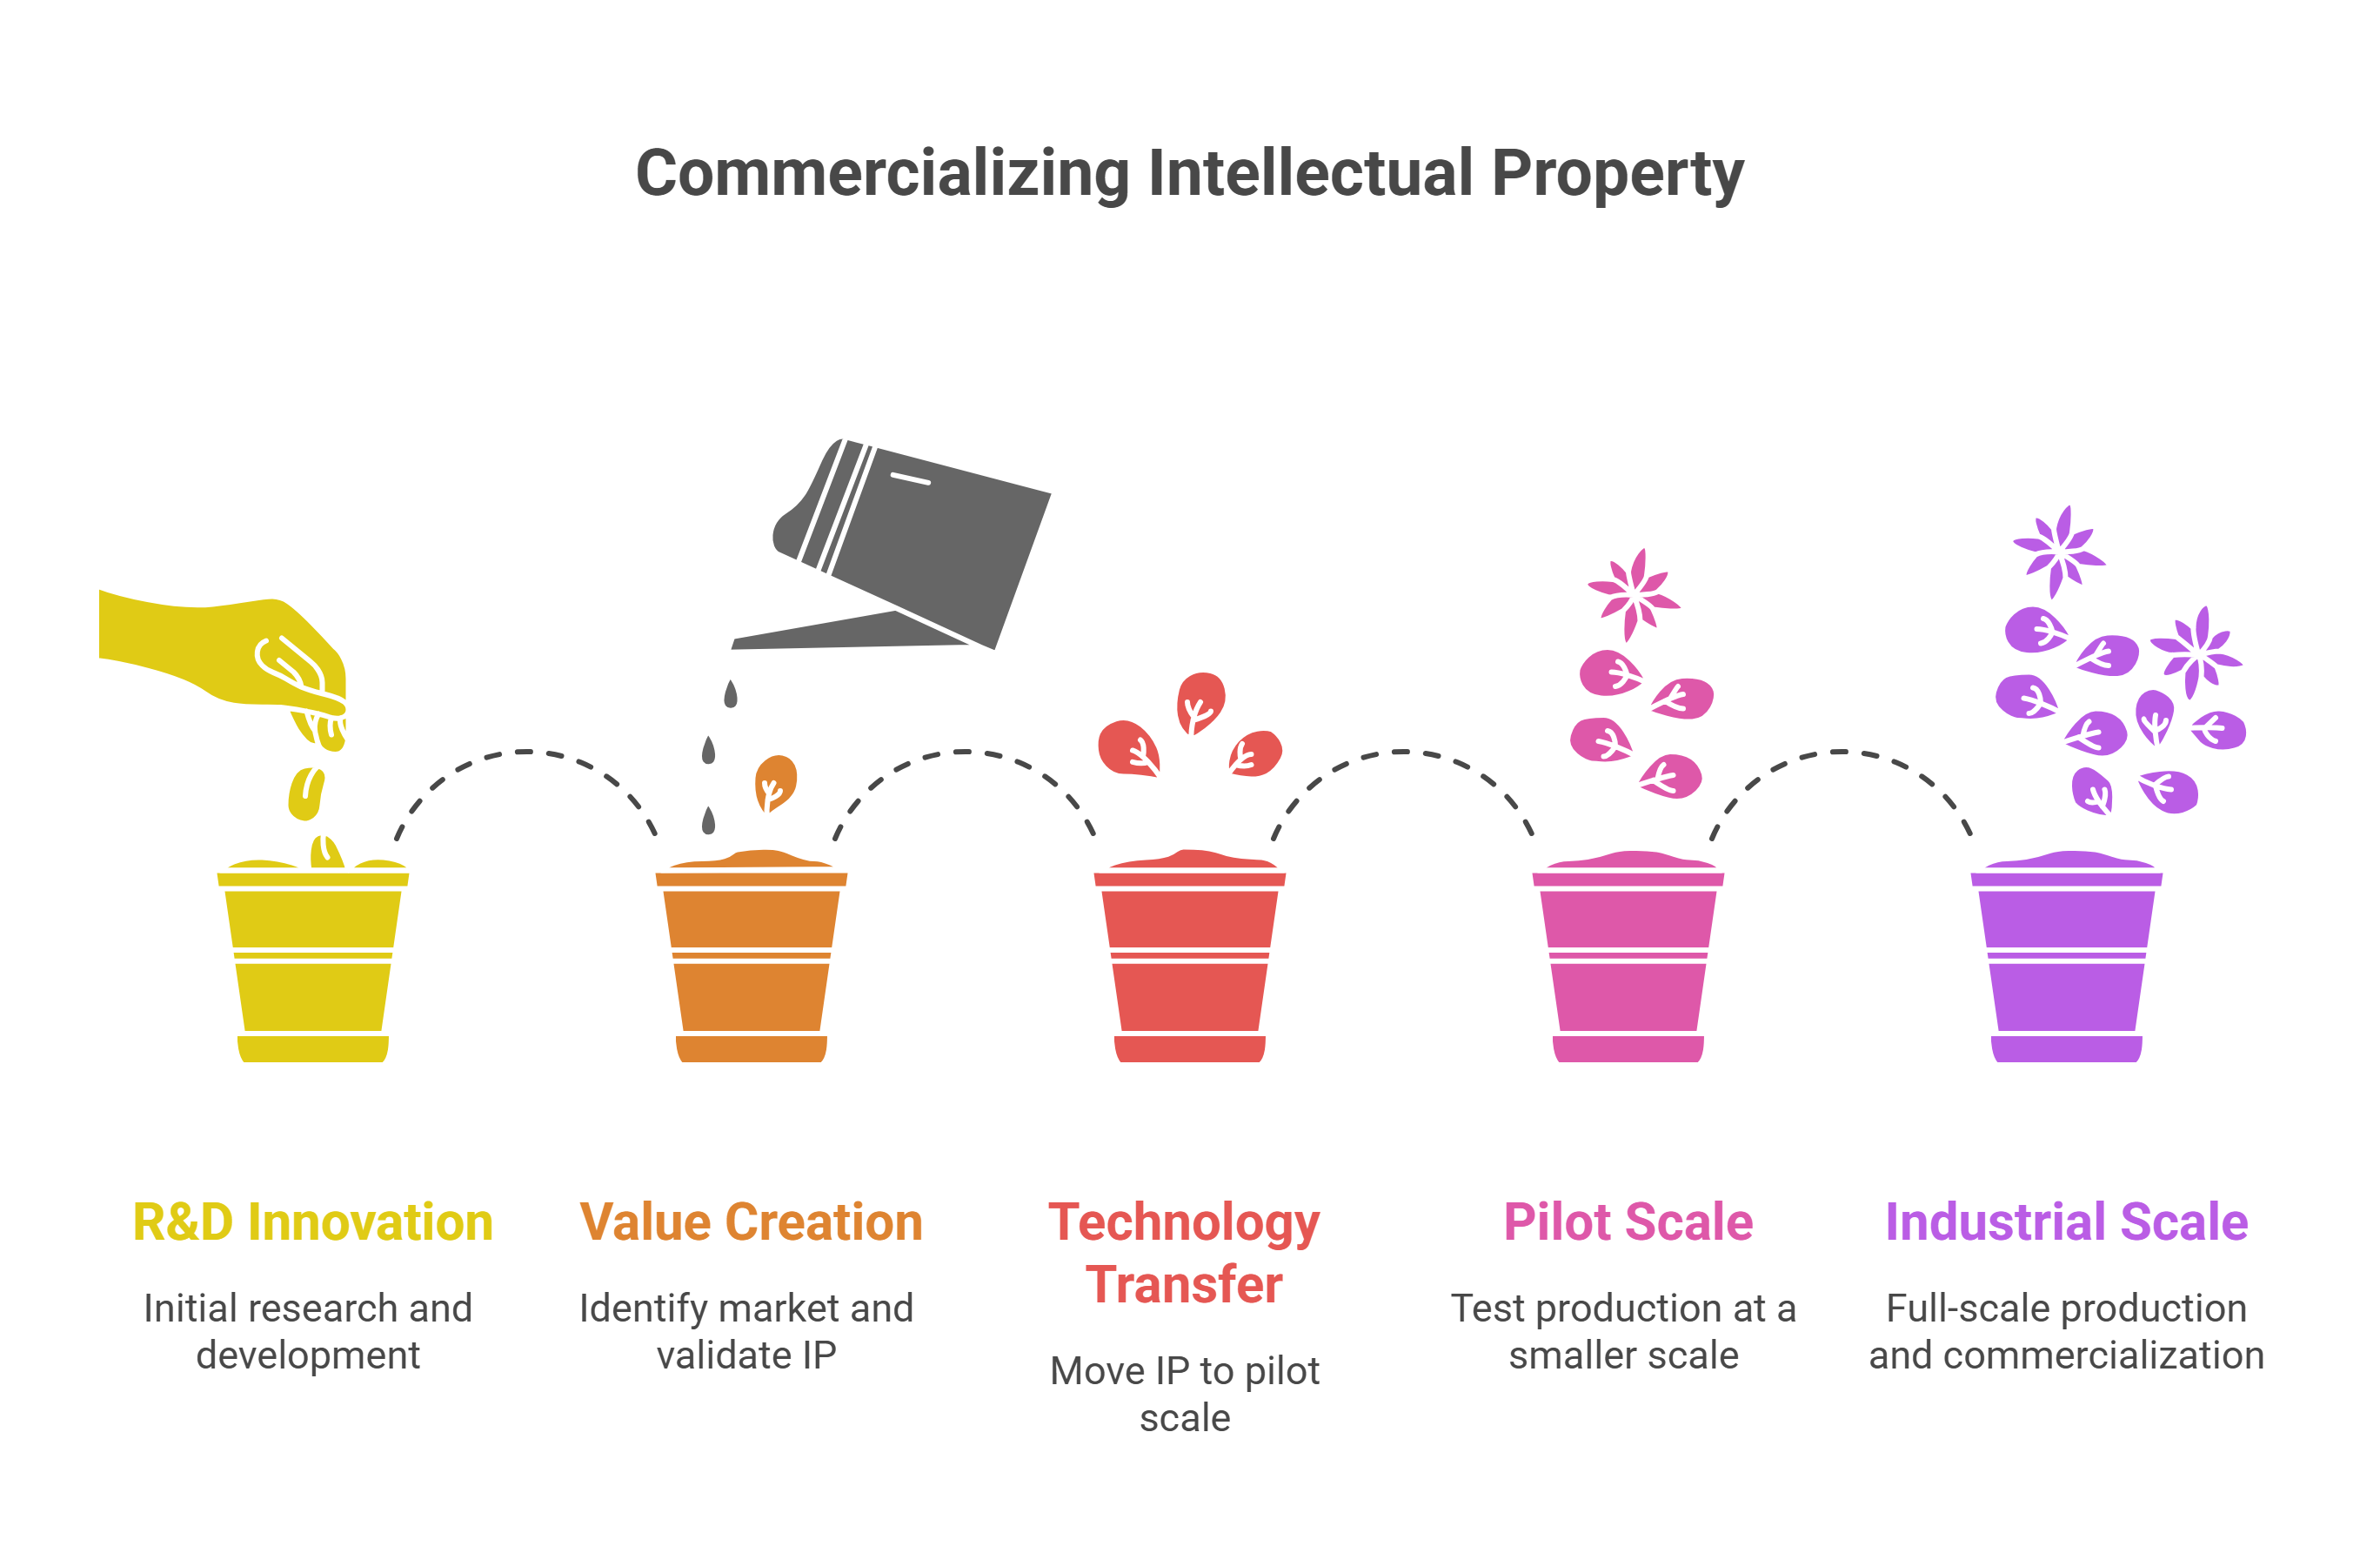 Commercializing Intellectual Property
R&D Innovation
Initial research and
development
Value Creation
Identify market and
validate IP
Technology
Transfer
Move IP to pilot
scale
Pilot Scale
Test production at a
smaller scale
Industrial Scale
Full-scale production
and commercialization